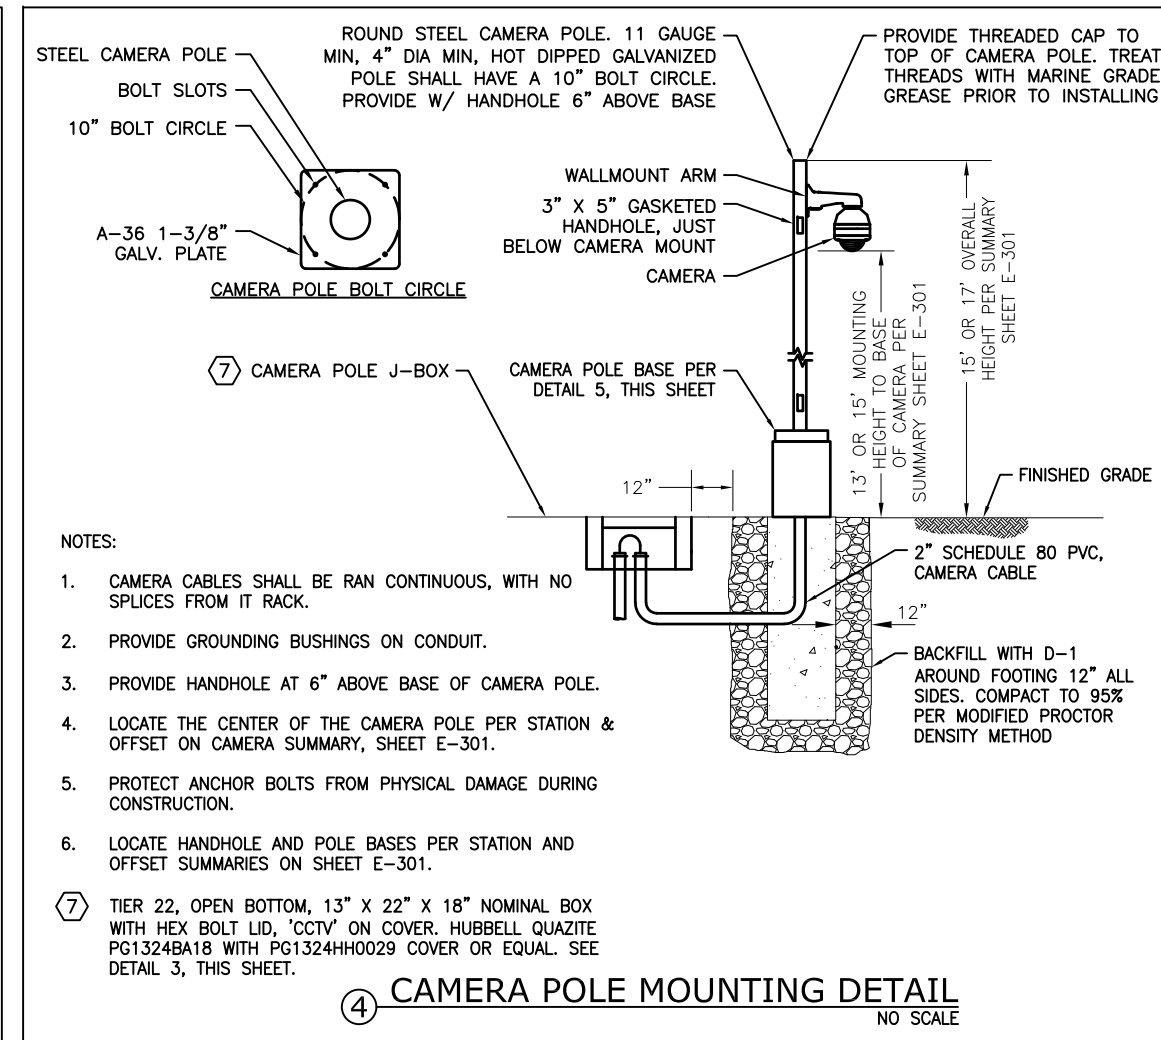 STEEL CAMERA POLE
BOLT SLOTS
10" BOLT CIRCLE
A-36 1-3/8"
GALV. PLATE
CAMERA POLE BOLT CIRCLE
ROUND STEEL CAMERA POLE. 11 GAUGE
MIN, 4" DIA MIN, HOT DIPPED GALVANIZED
POLE SHALL HAVE A 10" BOLT CIRCLE.
PROVIDE W/ HANDHOLE 6" ABOVE BASE
PROVIDE THREADED CAP TO
TOP OF CAMERA POLE. TREAT
THREADS WITH MARINE GRADE
GREASE PRIOR TO INSTALLING
WALLMOUNT ARM
3" X 5" GASKETED
HANDHOLE, JUST
BELOW CAMERA MOUNT
CAMERA
13' OR 15' MOUNTING
HEIGHT TO BASE
OF CAMERA PER
SUMMARY SHEET E-301
15' OR 17' OVERALL
HEIGHT PER SUMMARY
SHEET E-301
7 CAMERA POLE J-BOX
CAMERA POLE BASE PER
DETAIL 5, THIS SHEET
12"
FINISHED GRADE
2" SCHEDULE 80 PVC,
CAMERA CABLE
12"
BACKFILL WITH D-1
AROUND FOOTING 12" ALL
SIDES. COMPACT TO 95%
PER MODIFIED PROCTOR
DENSITY METHOD
NOTES:
1. CAMERA CABLES SHALL BE RAN CONTINUOUS, WITH NO
SPLICES FROM IT RACK.
2. PROVIDE GROUNDING BUSHINGS ON CONDUIT.
3. PROVIDE HANDHOLE AT 6" ABOVE BASE OF CAMERA POLE.
4. LOCATE THE CENTER OF THE CAMERA POLE PER STATION &
OFFSET ON CAMERA SUMMARY, SHEET E-301.
5. PROTECT ANCHOR BOLTS FROM PHYSICAL DAMAGE DURING
CONSTRUCTION.
6. LOCATE HANDHOLE AND POLE BASES PER STATION AND
OFFSET SUMMARIES ON SHEET E-301.
7 TIER 22, OPEN BOTTOM, 13" X 22" X 18" NOMINAL BOX
WITH HEX BOLT LID, 'CCTV' ON COVER. HUBBELL QUAZITE
PG1324BA18 WITH PG1324HH0029 COVER OR EQUAL. SEE
DETAIL 3, THIS SHEET.
4 CAMERA POLE MOUNTING DETAIL
NO SCALE